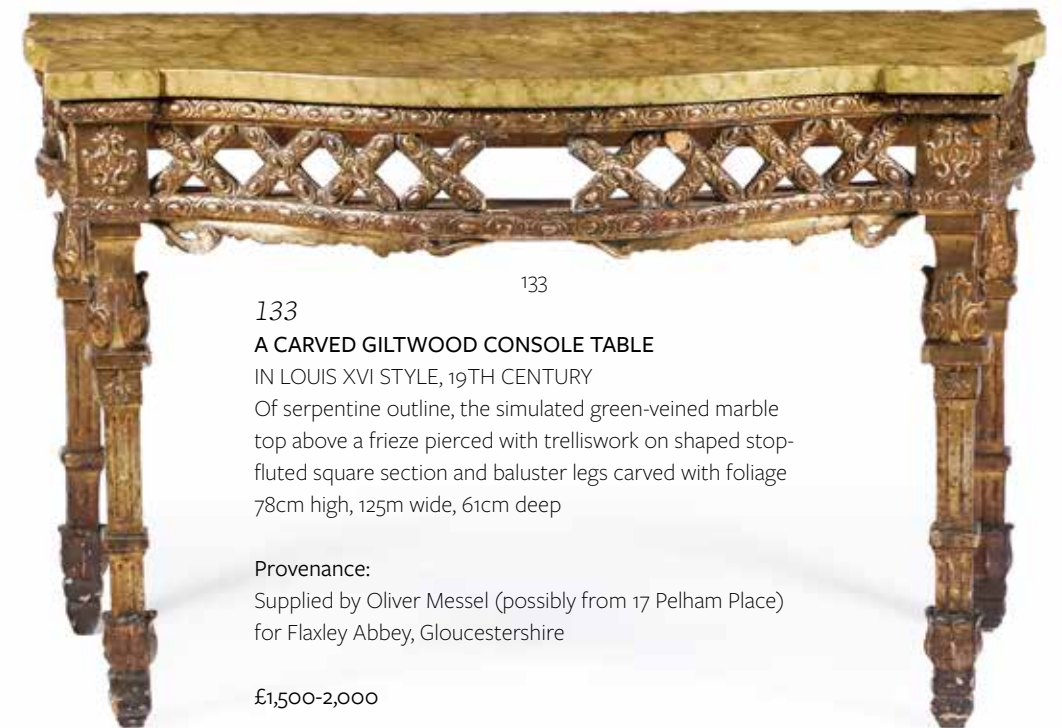 133
133
A CARVED GILTWOOD CONSOLE TABLE
IN LOUIS XVI STYLE, 19TH CENTURY
Of serpentine outline, the simulated green-veined marble
top above a frieze pierced with trelliswork on shaped stop-
fluted square section and baluster legs carved with foliage
78cm high, 125m wide, 61cm deep
Provenance:
Supplied by Oliver Messel (possibly from 17 Pelham Place)
for Flaxley Abbey, Gloucestershire
£1,500-2,000